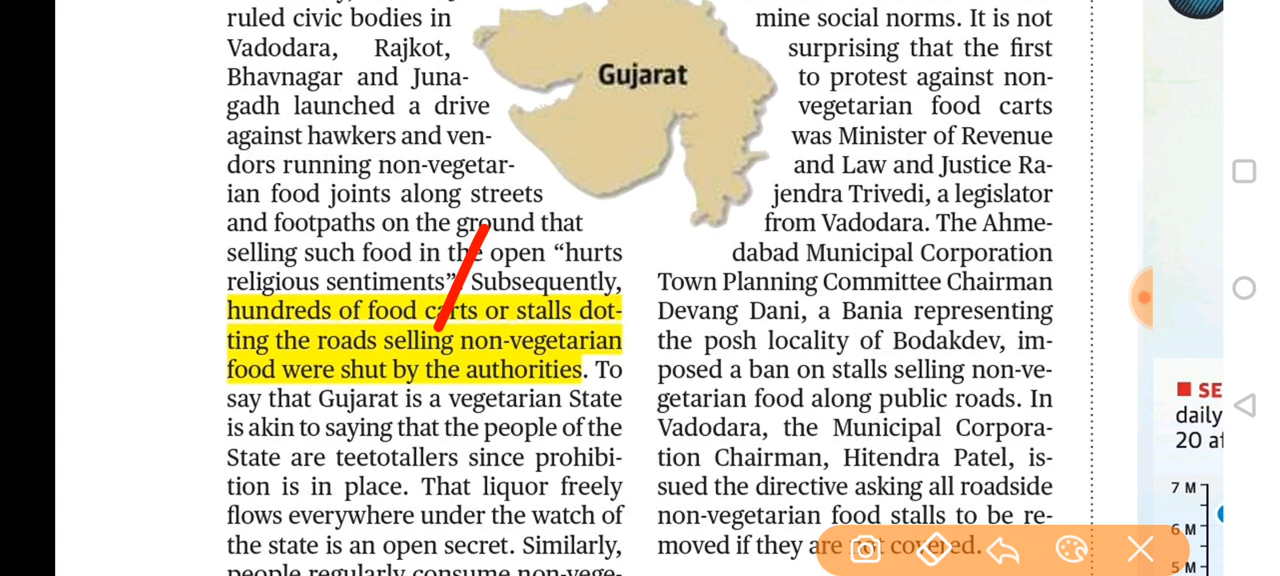 ruled civic bodies in
Vadodara, Rajkot,
Bhavnagar and Juna-
gadh launched a drive
against hawkers and ven-
dors running non-vegetar-
ian food joints along streets
and footpaths on the ground that
selling such food in the open “hurts
religious sentiments”. Subsequently,
hundreds of food carts or stalls dot-
ting the roads selling non-vegetarian
food were shut by the authorities. To
say that Gujarat is a vegetarian State
is akin to saying that the people of the
State are teetotallers since prohibi-
tion is in place. That liquor freely
flows everywhere under the watch of
the state is an open secret. Similarly,
people regularly consume non-vege-
Gujarat
mine social norms. It is not
surprising that the first
to protest against non-
vegetarian food carts
was Minister of Revenue
and Law and Justice Ra-
jendra Trivedi, a legislator
from Vadodara. The Ahme-
dabad Municipal Corporation
Town Planning Committee Chairman
Devang Dani, a Bania representing
the posh locality of Bodakdev, im-
posed a ban on stalls selling non-ve-
getarian food along public roads. In
Vadodara, the Municipal Corpora-
tion Chairman, Hitendra Patel, is-
sued the directive asking all roadside
non-vegetarian food stalls to be re-
moved if they are not covered.
SE
daily
20 af
7 M
6 M
5 M